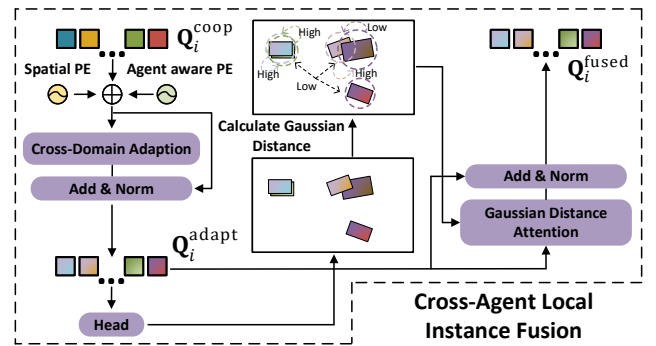 Q_i^coop
Spatial PE
Agent aware PE
Cross-Domain Adaption
Add & Norm
Q_i^adapt
Head
High
Low
High
High
Low
Calculate Gaussian
Distance
Q_i^fused
Add & Norm
Gaussian Distance
Attention
Cross-Agent Local
Instance Fusion